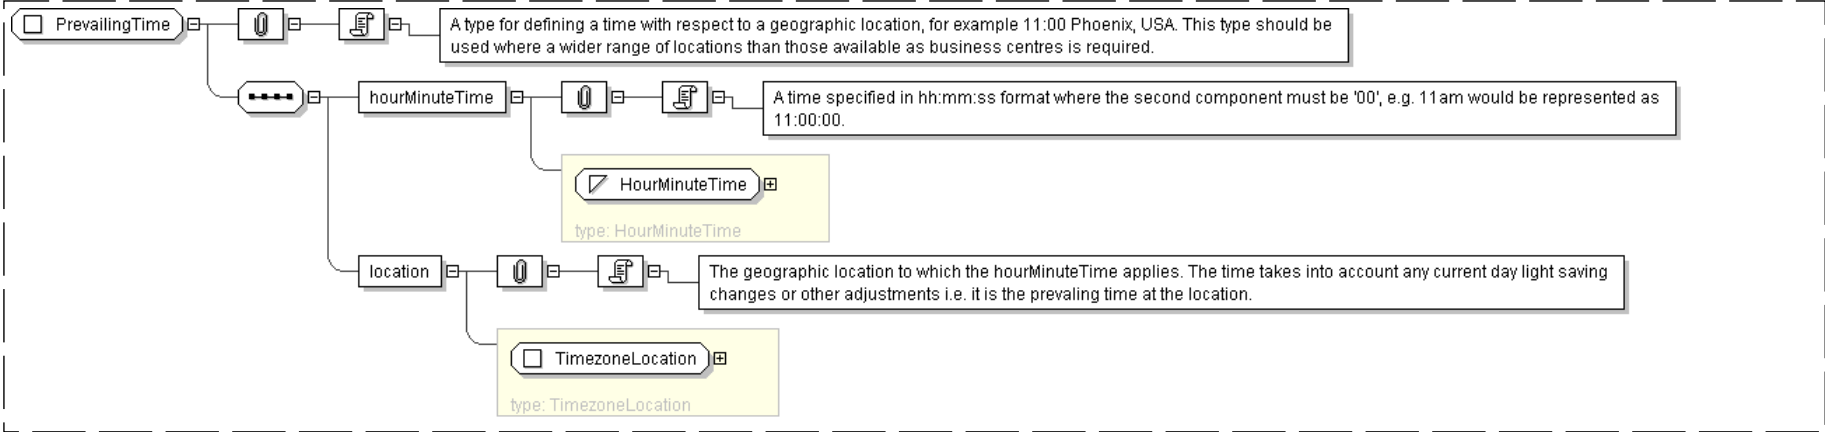 PrevailingTime
A type for defining a time with respect to a geographic location, for example 11:00 Phoenix, USA. This type should be
used where a wider range of locations than those available as business centres is required.
hourMinuteTime
A time specified in hh:mm:ss format where the second component must be '00', e.g. 11am would be represented as
11:00:00.
HourMinuteTime
type: HourMinuteTime
location
The geographic location to which the hourMinuteTime applies. The time takes into account any current day light saving
changes or other adjustments i.e. it is the prevaling time at the location.
TimezoneLocation
type: TimezoneLocation